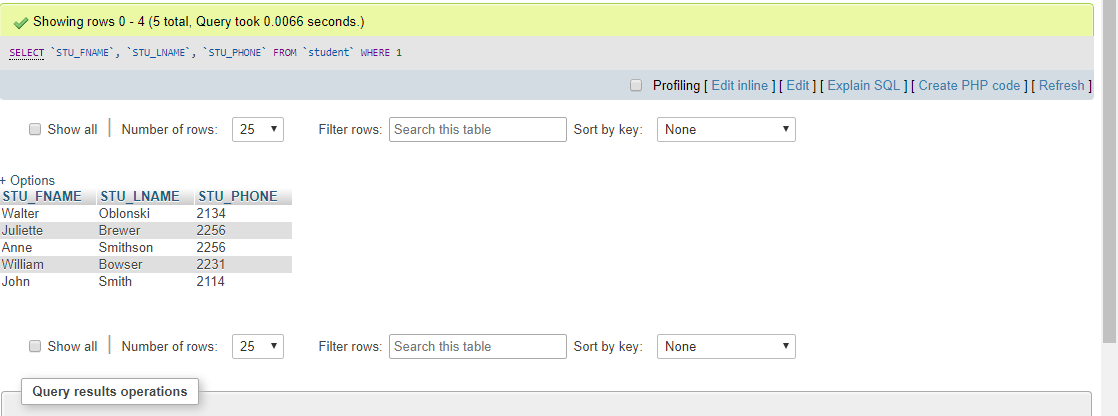 Showing rows 0 - 4 (5 total, Query took 0.0066 seconds.)
SELECT `STU_FNAME`, `STU_LNAME`, `STU_PHONE` FROM `student` WHERE 1
Profiling [ Edit inline ] [ Edit ] [ Explain SQL ] [ Create PHP code ] [ Refresh ]
Show all | Number of rows: 25 Filter rows: Search this table Sort by key: None
+ Options
STU_FNAME STU_LNAME STU_PHONE
Walter Oblonski 2134
Juliette Brewer 2256
Anne Smithson 2256
William Bowser 2231
John Smith 2114
Show all | Number of rows: 25 Filter rows: Search this table Sort by key: None
Query results operations